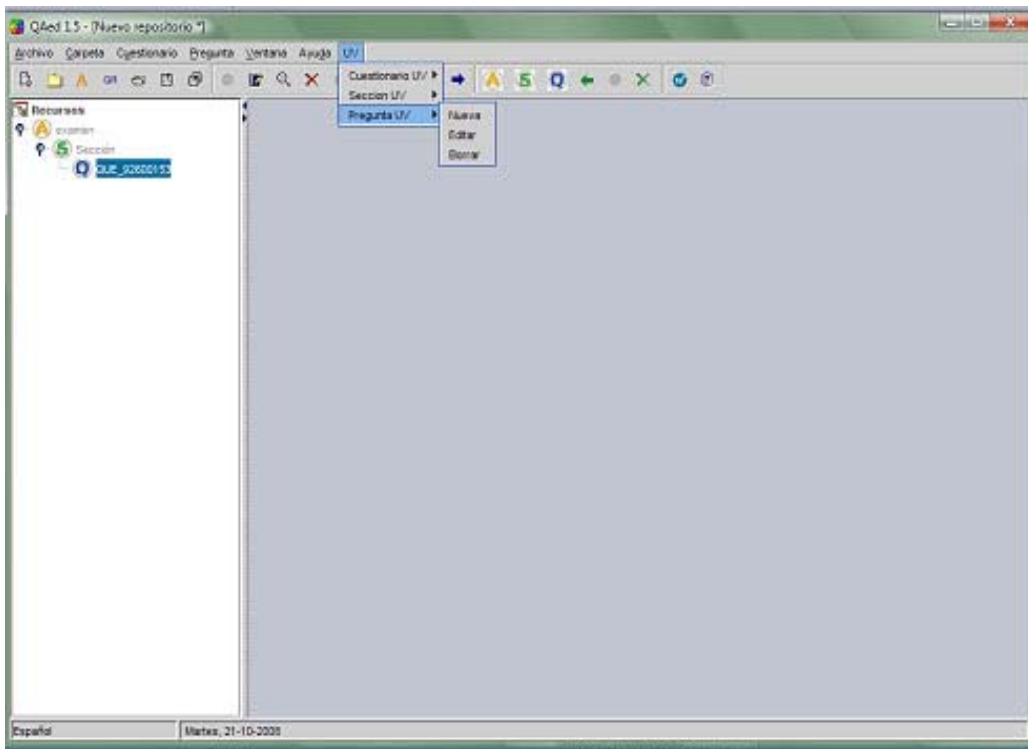 QAed 1.5 - [Nuevo repositorio *]
Archivo Carpeta Cuestionario Pregunta Ventana Ayuda UV
A S Q
Cuestionario UV
Seccion UV
Pregunta UV
Nueva
Editar
Borrar
Recursos
A examen
S Sección
Q QUE_92600153
Español Martes, 21-10-2008